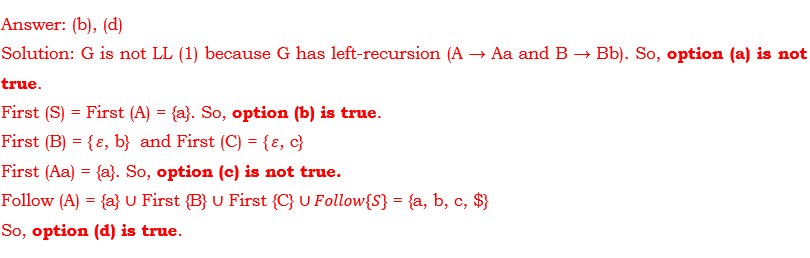 Answer: (b), (d)
Solution: G is not LL (1) because G has left-recursion (A → Aa and B → Bb). So, option (a) is not
true.
First (S) = First (A) = {a}. So, option (b) is true.
First (B) = {ε, b} and First (C) = {ε, c}
First (Aa) = {a}. So, option (c) is not true.
Follow (A) = {a} ∪ First {B} ∪ First {C} ∪ Follow{S} = {a, b, c, $}
So, option (d) is true.